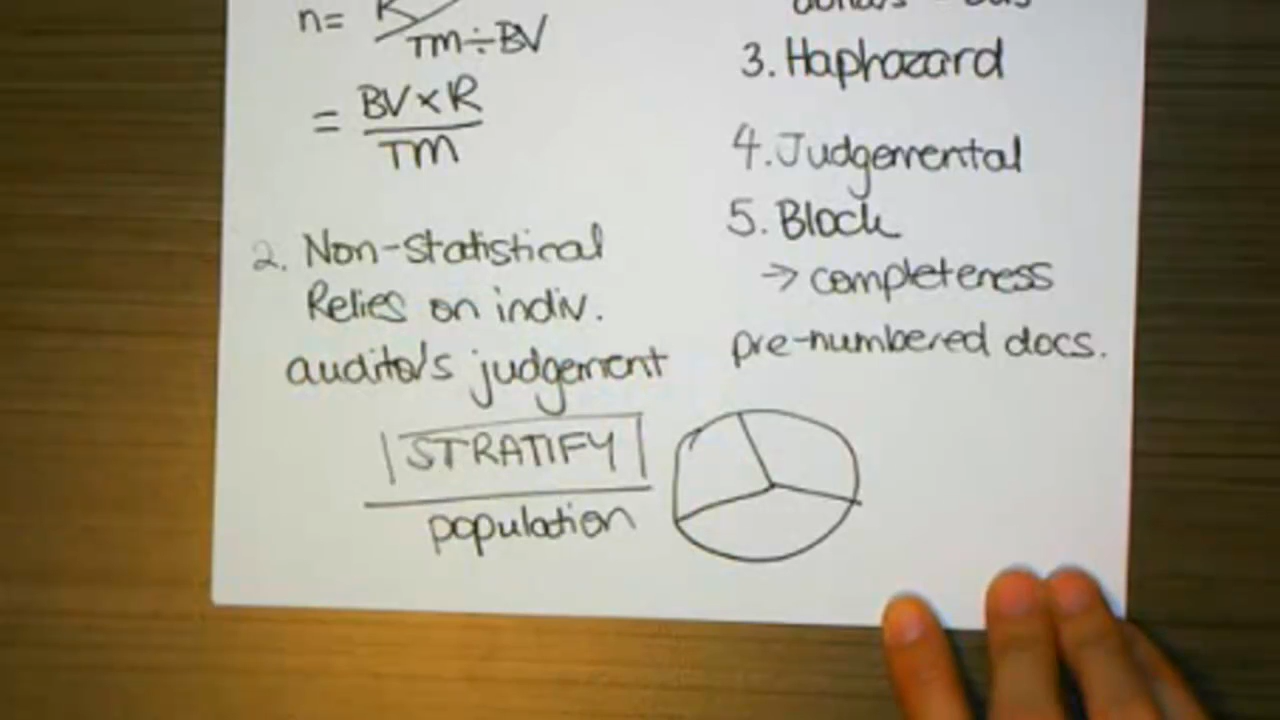 n= R/TM÷BV
= BV×R
TM
2. Non-statistical
Relies on indiv.
auditor's judgement
STRATIFY
population
3. Haphazard
4. Judgemental
5. Block
→ completeness
pre-numbered docs.